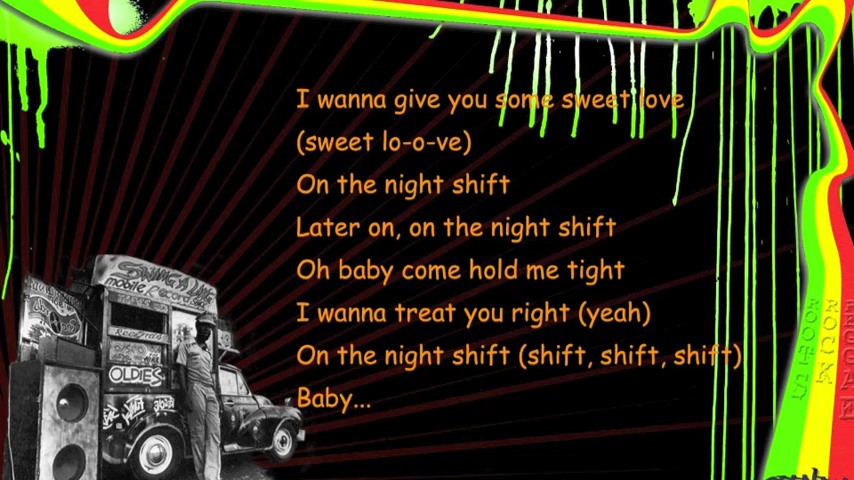 I wanna give you some sweet love
(sweet lo-o-ve)
On the night shift
Later on, on the night shift
Oh baby come hold me tight
I wanna treat you right (yeah)
On the night shift (shift, shift, shift)
Baby...
mobile Record
OLDIES
ROOTS
ROCK
REGGAE